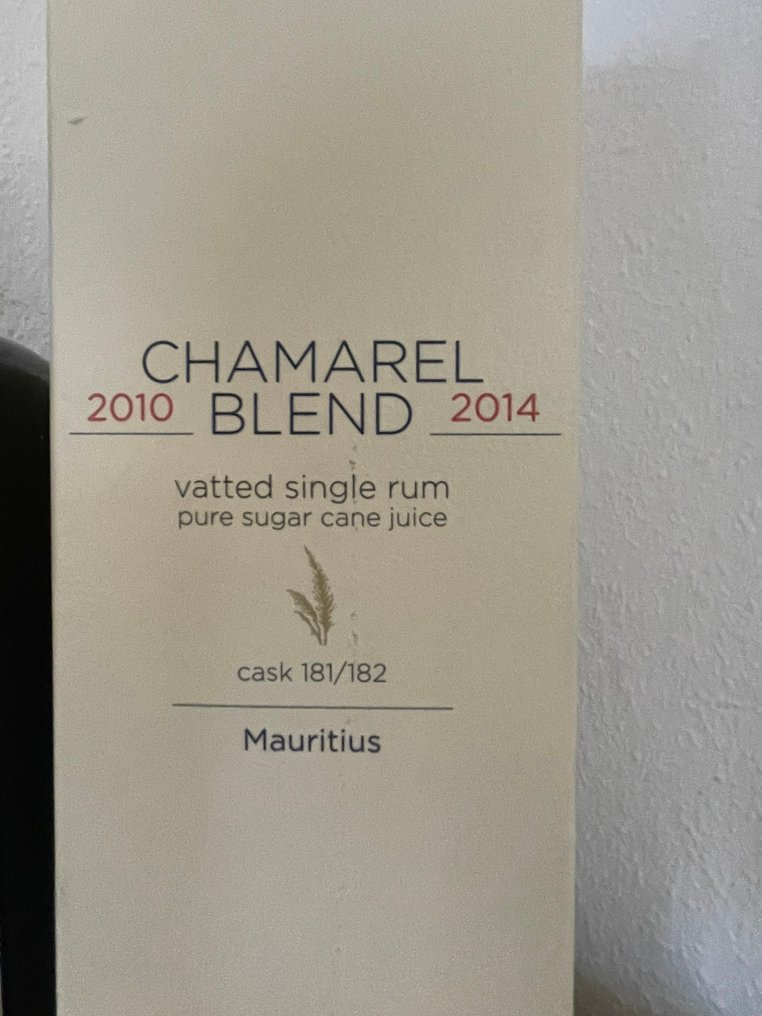 CHAMAREL
2010 BLEND 2014
vatted single rum
pure sugar cane juice
cask 181/182
Mauritius